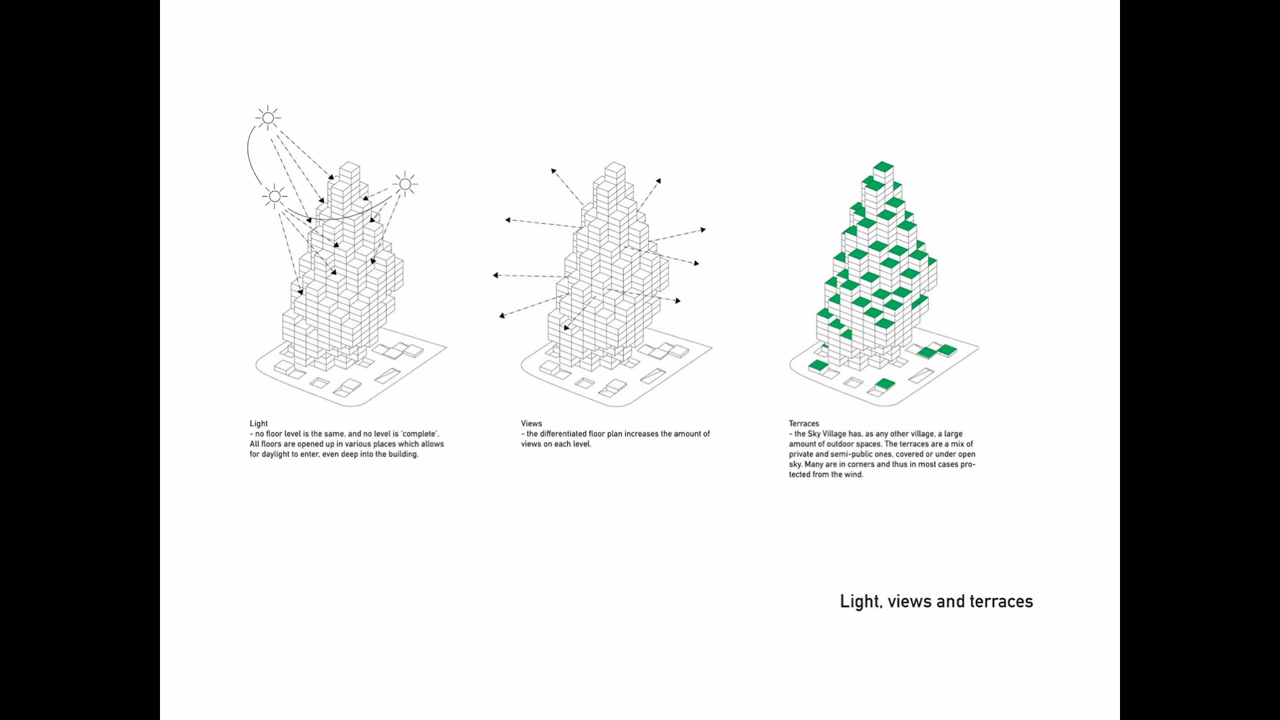 Light
- no floor level is the same, and no level is ‘complete’.
All floors are opened up in various places which allows
for daylight to enter, even deep into the building.
Views
- the differentiated floor plan increases the amount of
views on each level.
Terraces
- the Sky Village has, as any other village, a large
amount of outdoor spaces. The terraces are a mix of
private and semi-public ones, covered or under open
sky. Many are in corners and thus in most cases pro-
tected from the wind.
Light, views and terraces